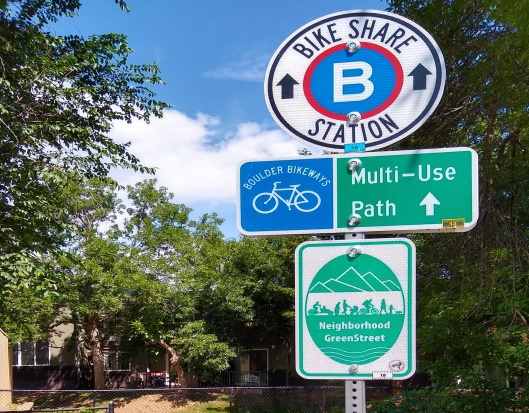 BIKE SHARE
B
STATION
BOULDER BIKEWAYS
Multi-Use
Path
Neighborhood
GreenStreet